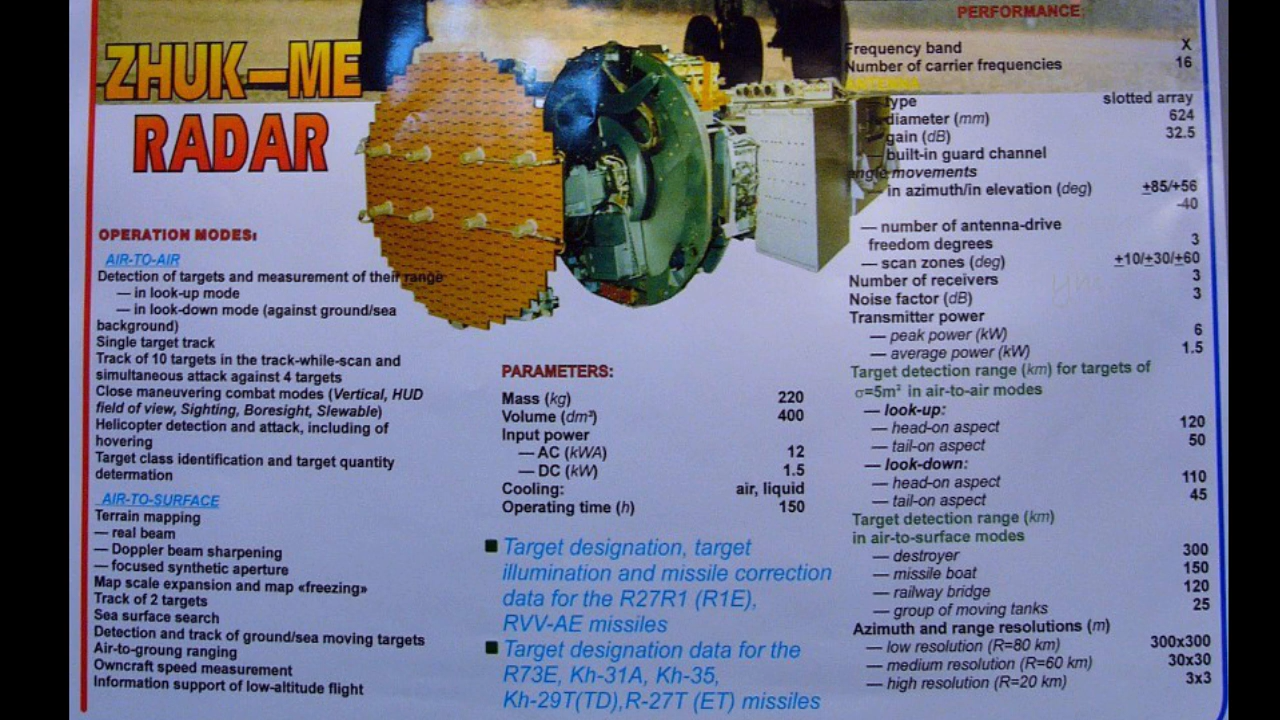 ZHUK–ME
RADAR
OPERATION MODES:
AIR-TO-AIR
Detection of targets and measurement of their range
— in look-up mode
— in look-down mode (against ground/sea
background)
Single target track
Track of 10 targets in the track-while-scan and
simultaneous attack against 4 targets
Close maneuvering combat modes (Vertical, HUD
field of view, Sighting, Boresight, Slewable)
Helicopter detection and attack, including of
hovering
Target class identification and target quantity
determation
AIR-TO-SURFACE
Terrain mapping
— real beam
— Doppler beam sharpening
— focused synthetic aperture
Map scale expansion and map «freezing»
Track of 2 targets
Sea surface search
Detection and track of ground/sea moving targets
Air-to-groung ranging
Owncraft speed measurement
Information support of low-altitude flight
PARAMETERS:
Mass (kg) 220
Volume (dm³) 400
Input power
— AC (kWA) 12
— DC (kW) 1.5
Cooling: air, liquid
Operating time (h) 150
Target designation, target
illumination and missile correction
data for the R27R1 (R1E),
RVV-AE missiles
Target designation data for the
R73E, Kh-31A, Kh-35,
Kh-29T(TD),R-27T (ET) missiles
PERFORMANCE:
Frequency band X
Number of carrier frequencies 16
ANTENNA
— type slotted array
— diameter (mm) 624
— gain (dB) 32.5
— built-in guard channel
angle movements
— in azimuth/in elevation (deg) ±85/+56
-40
— number of antenna-drive
freedom degrees 3
— scan zones (deg) ±10/±30/±60
Number of receivers 3
Noise factor (dB) 3
Transmitter power
— peak power (kW) 6
— average power (kW) 1.5
Target detection range (km) for targets of
σ=5m² in air-to-air modes
— look-up:
— head-on aspect 120
— tail-on aspect 50
— look-down:
— head-on aspect 110
— tail-on aspect 45
Target detection range (km)
in air-to-surface modes
— destroyer 300
— missile boat 150
— railway bridge 120
— group of moving tanks 25
Azimuth and range resolutions (m)
— low resolution (R=80 km) 300x300
— medium resolution (R=60 km) 30x30
— high resolution (R=20 km) 3x3